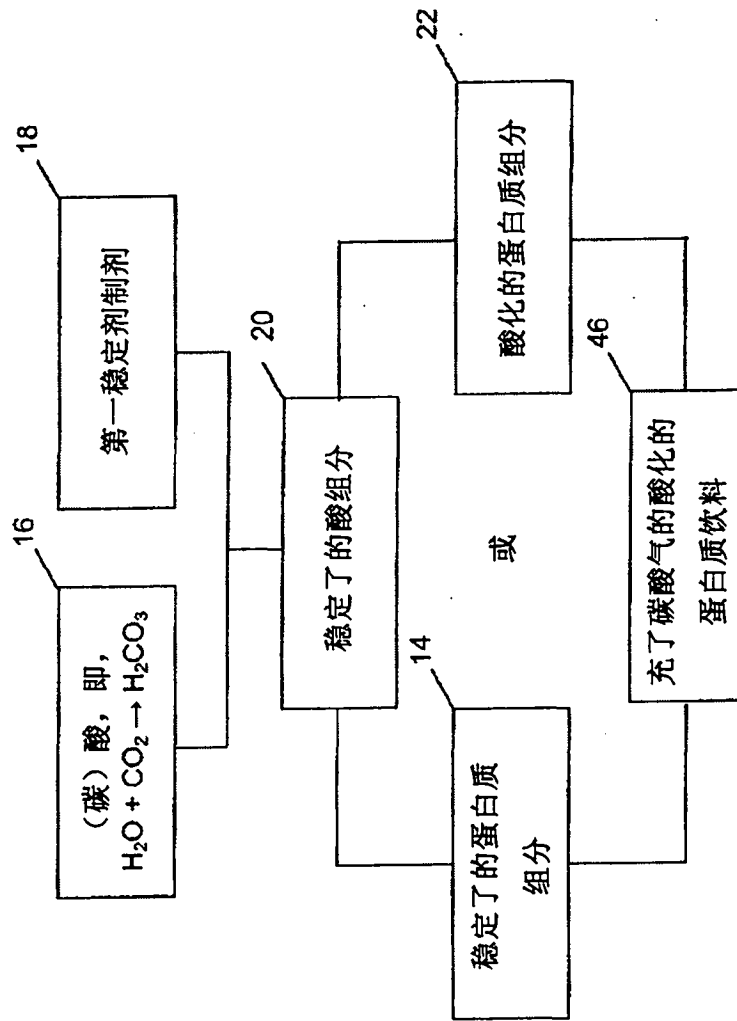 16
（碳）酸，即，
H₂O + CO₂ → H₂CO₃
18
第一稳定剂制剂
20
稳定了的酸组分
14
稳定了的蛋白质
组分
或
22
酸化的蛋白质组分
46
充了碳酸气的酸化的
蛋白质饮料